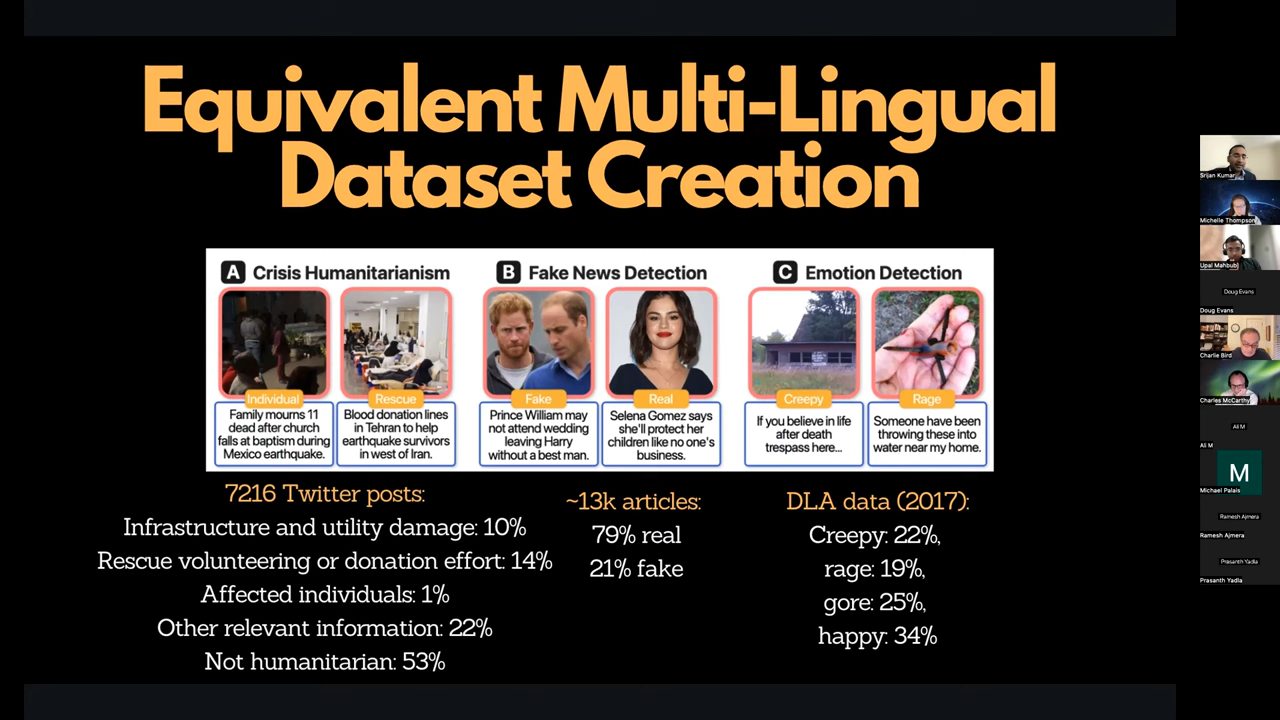 Equivalent Multi-Lingual
Dataset Creation
A Crisis Humanitarianism
Individual
Family mourns 11
dead after church
falls at baptism during
Mexico earthquake.
Rescue
Blood donation lines
in Tehran to help
earthquake survivors
in west of Iran.
B Fake News Detection
Fake
Prince William may
not attend wedding
leaving Harry
without a best man.
Real
Selena Gomez says
she'll protect her
children like no one's
business.
C Emotion Detection
Creepy
If you believe in life
after death
trespass here...
Rage
Someone have been
throwing these into
water near my home.
7216 Twitter posts:
Infrastructure and utility damage: 10%
Rescue volunteering or donation effort: 14%
Affected individuals: 1%
Other relevant information: 22%
Not humanitarian: 53%
~13k articles:
79% real
21% fake
DLA data (2017):
Creepy: 22%,
rage: 19%,
gore: 25%,
happy: 34%
Srijan Kumar
Michelle Thompson
Upal Mahbub
Doug Evans
Doug Evans
Charlie Bird
Charles McCarthy
Ali M
Ali M
M
Michael Palais
Ramesh Ajmera
Ramesh Ajmera
Prasanth Yadla
Prasanth Yadla